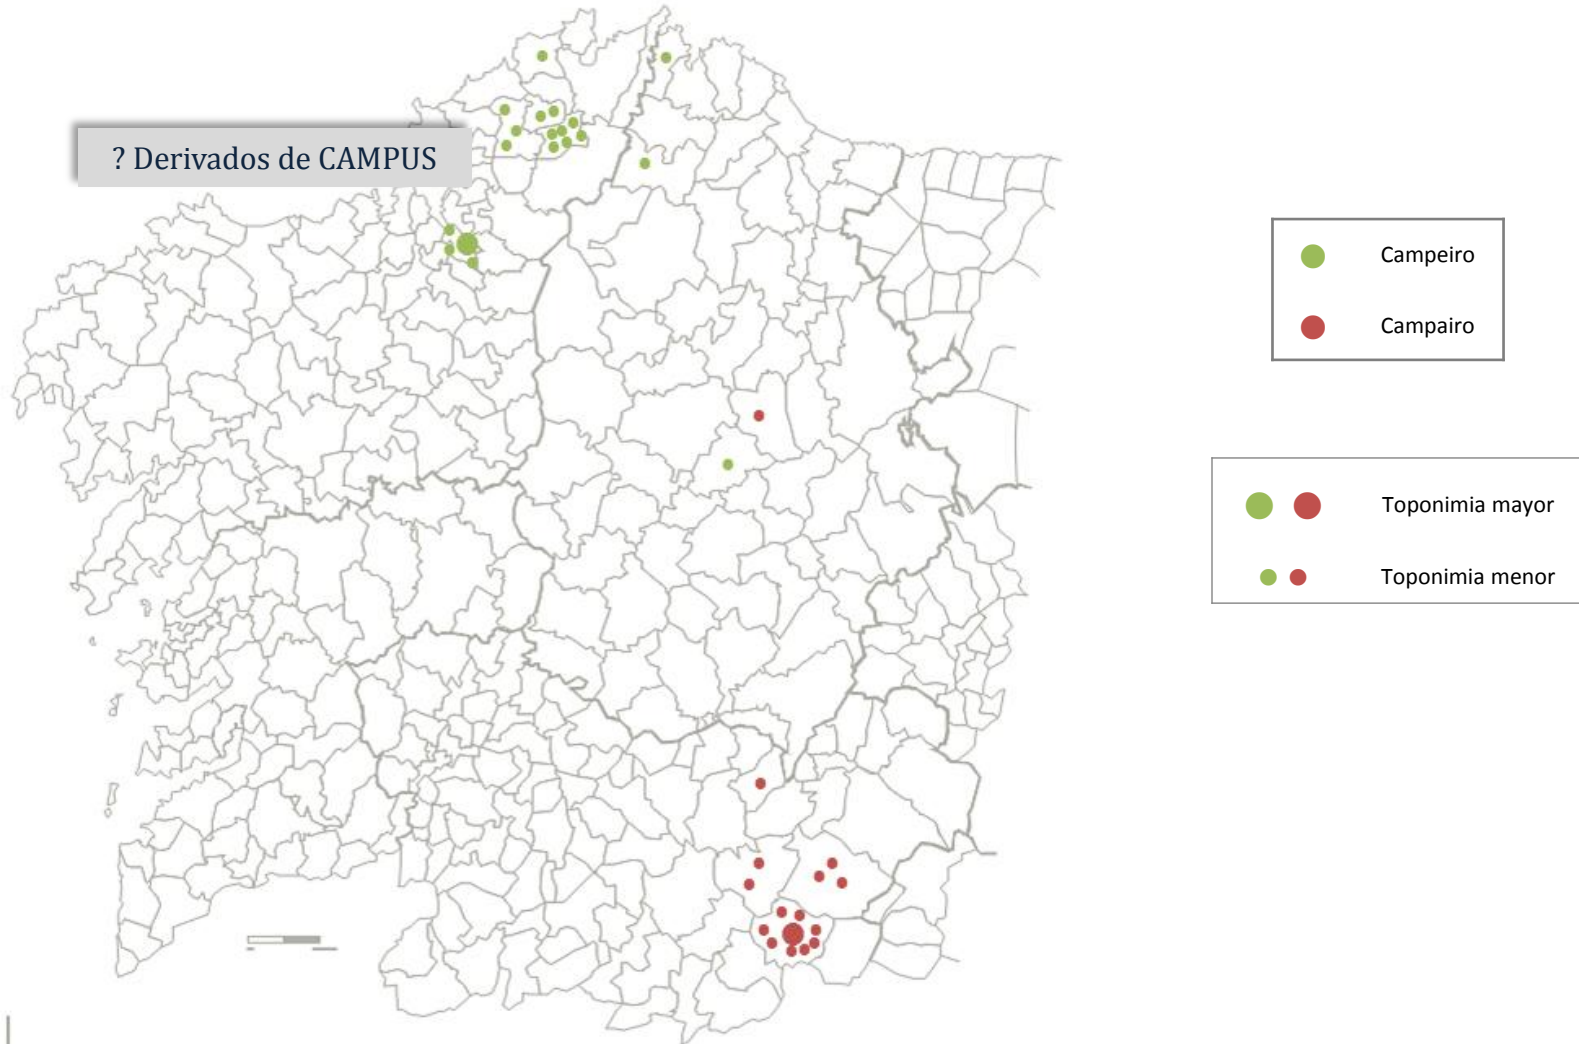 ? Derivados de CAMPUS
Campeiro
Campairo
Toponimia mayor
Toponimia menor